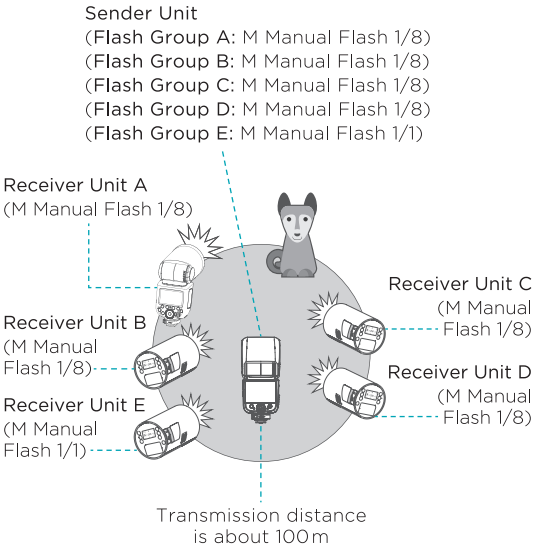 Sender Unit
(Flash Group A: M Manual Flash 1/8)
(Flash Group B: M Manual Flash 1/8)
(Flash Group C: M Manual Flash 1/8)
(Flash Group D: M Manual Flash 1/8)
(Flash Group E: M Manual Flash 1/1)
Receiver Unit A
(M Manual Flash 1/8)
Receiver Unit B
(M Manual
Flash 1/8)
Receiver Unit E
(M Manual
Flash 1/1)
Receiver Unit C
(M Manual
Flash 1/8)
Receiver Unit D
(M Manual
Flash 1/8)
Transmission distance
is about 100m